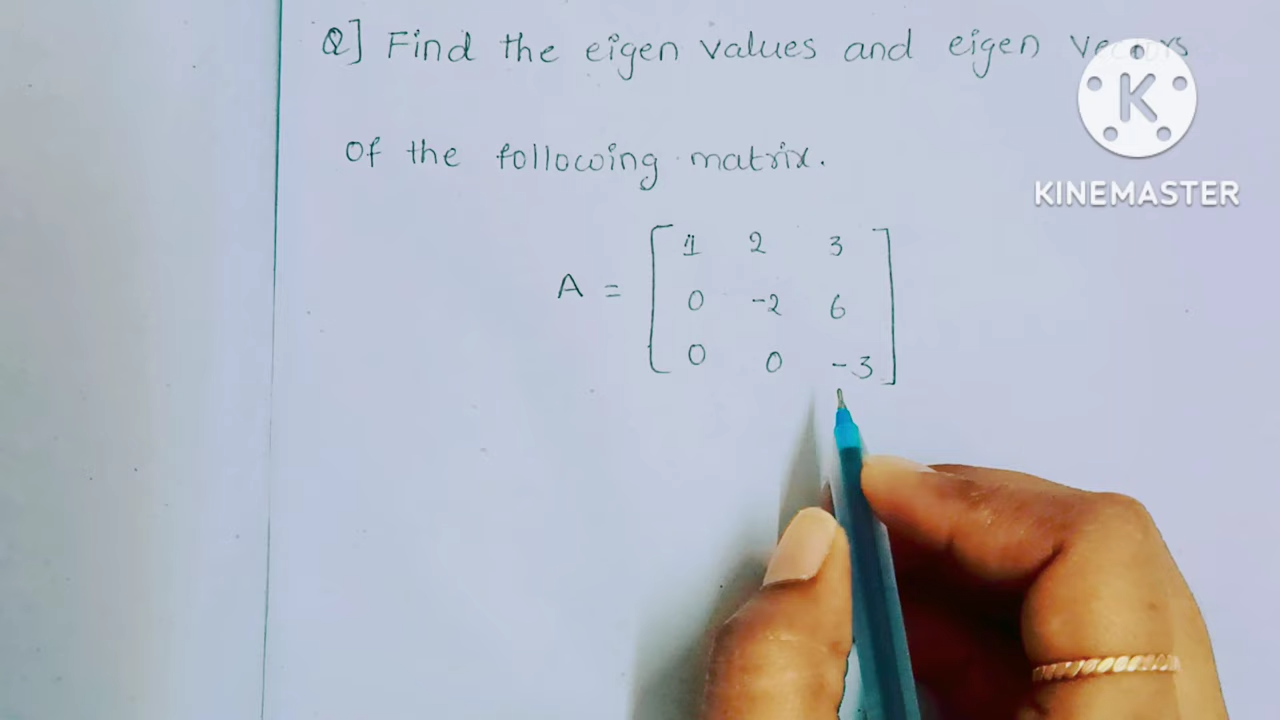 Q] Find the eigen values and eigen vectors
of the following matrix.
A = [ 1 2 3
0 -2 6
0 0 -3 ]
K
KINEMASTER